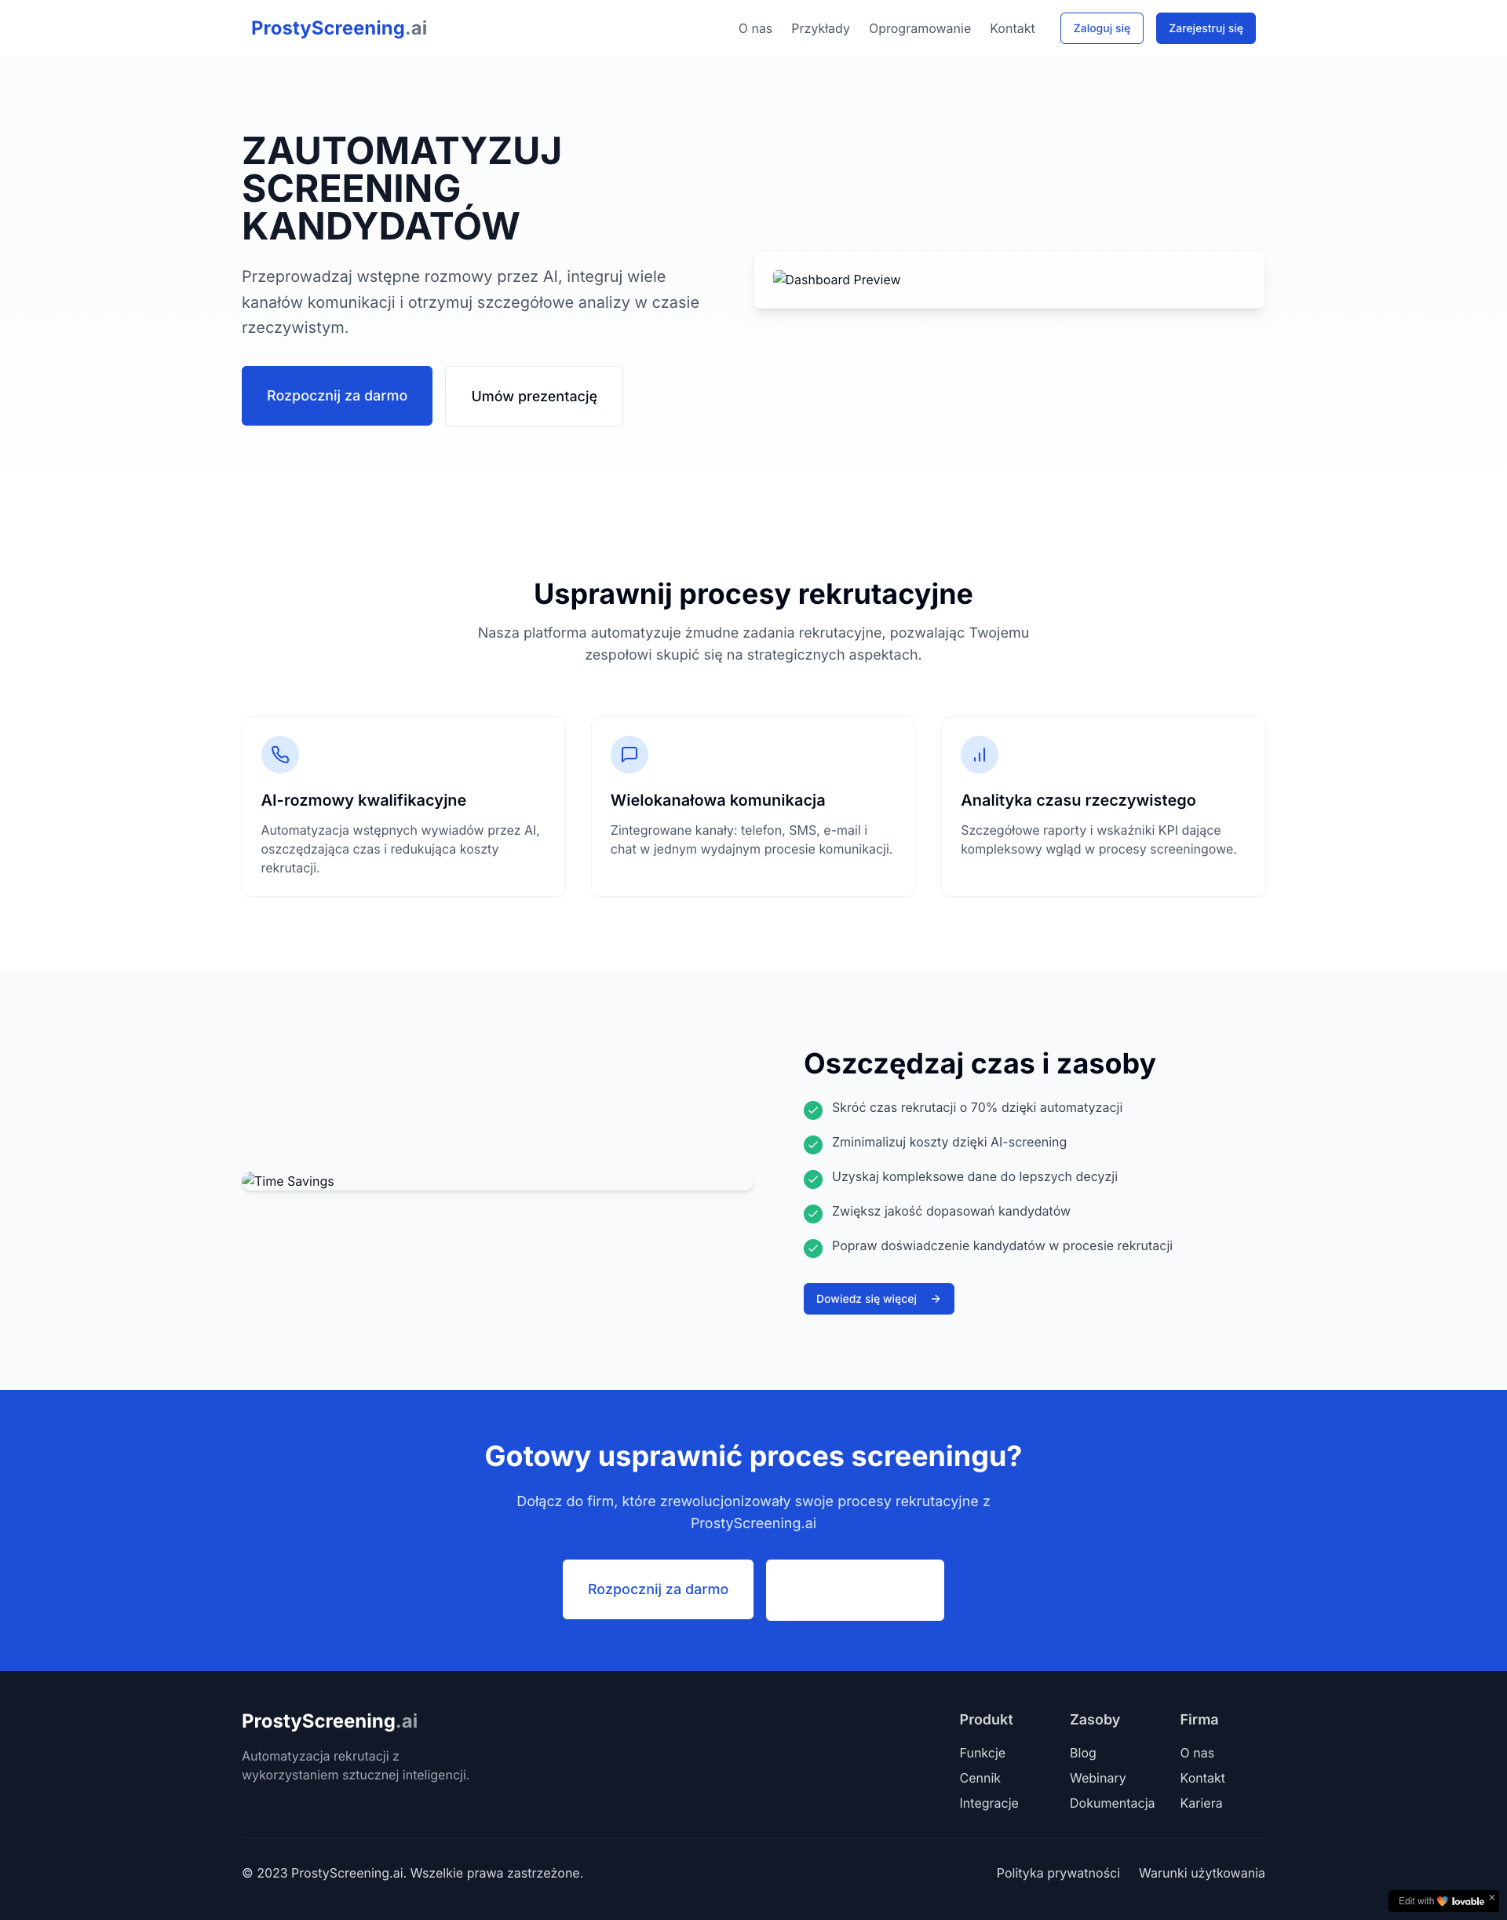 ProstyScreening.ai
O nas
Przykłady
Oprogramowanie
Kontakt
Zaloguj się
Zarejestruj się
ZAUTOMATYZUJ
SCREENING
KANDYDATÓW
Przeprowadzaj wstępne rozmowy przez AI, integruj wiele
kanałów komunikacji i otrzymuj szczegółowe analizy w czasie
rzeczywistym.
Rozpocznij za darmo
Umów prezentację
Dashboard Preview
Usprawnij procesy rekrutacyjne
Nasza platforma automatyzuje żmudne zadania rekrutacyjne, pozwalając Twojemu
zespołowi skupić się na strategicznych aspektach.
AI-rozmowy kwalifikacyjne
Automatyzacja wstępnych wywiadów przez AI,
oszczędzająca czas i redukująca koszty
rekrutacji.
Wielokanałowa komunikacja
Zintegrowane kanały: telefon, SMS, e-mail i
chat w jednym wydajnym procesie komunikacji.
Analityka czasu rzeczywistego
Szczegółowe raporty i wskaźniki KPI dające
kompleksowy wgląd w procesy screeningowe.
Time Savings
Oszczędzaj czas i zasoby
Skróć czas rekrutacji o 70% dzięki automatyzacji
Zminimalizuj koszty dzięki AI-screening
Uzyskaj kompleksowe dane do lepszych decyzji
Zwiększ jakość dopasowań kandydatów
Popraw doświadczenie kandydatów w procesie rekrutacji
Dowiedz się więcej
Gotowy usprawnić proces screeningu?
Dołącz do firm, które zrewolucjonizowały swoje procesy rekrutacyjne z
ProstyScreening.ai
Rozpocznij za darmo
ProstyScreening.ai
Automatyzacja rekrutacji z
wykorzystaniem sztucznej inteligencji.
Produkt
Funkcje
Cennik
Integracje
Zasoby
Blog
Webinary
Dokumentacja
Firma
O nas
Kontakt
Kariera
© 2023 ProstyScreening.ai. Wszelkie prawa zastrzeżone.
Polityka prywatności
Warunki użytkowania
Edit with lovable